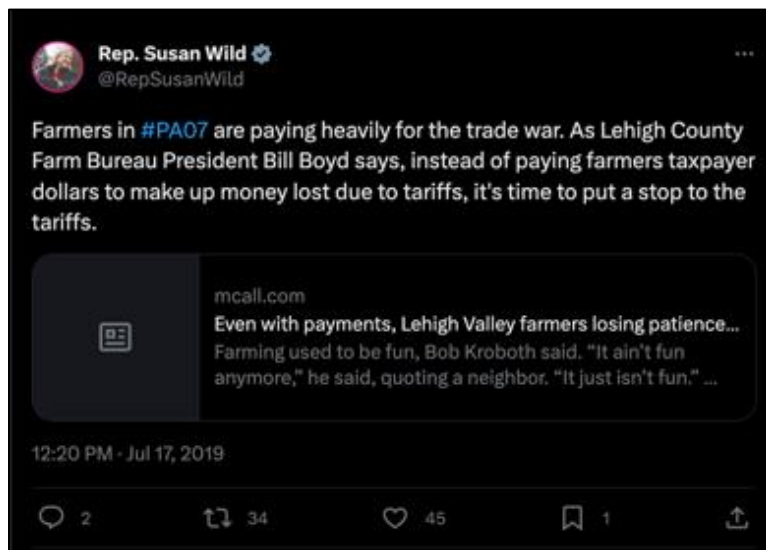 Rep. Susan Wild
@RepSusanWild
Farmers in #PA07 are paying heavily for the trade war. As Lehigh County
Farm Bureau President Bill Boyd says, instead of paying farmers taxpayer
dollars to make up money lost due to tariffs, it's time to put a stop to the
tariffs.
mcall.com
Even with payments, Lehigh Valley farmers losing patience...
Farming used to be fun, Bob Kroboth said. “It ain’t fun
anymore,” he said, quoting a neighbor. “It just isn’t fun.” ...
12:20 PM · Jul 17, 2019
2 34 45 1